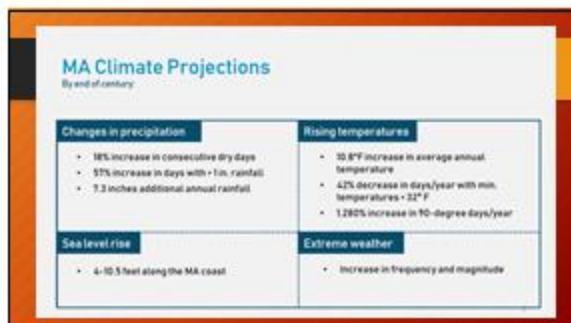 MA Climate Projections
By end of century:
Changes in precipitation
• 18% increase in consecutive dry days
• 57% increase in days with > 1 in. rainfall
• 7.3 inches additional annual rainfall
Rising temperatures
• 10.8°F increase in average annual
temperature
• 42% decrease in days/year with min.
temperatures < 32° F
• 1,280% increase in 90-degree days/year
Sea level rise
• 4-10.5 feet along the MA coast
Extreme weather
• Increase in frequency and magnitude